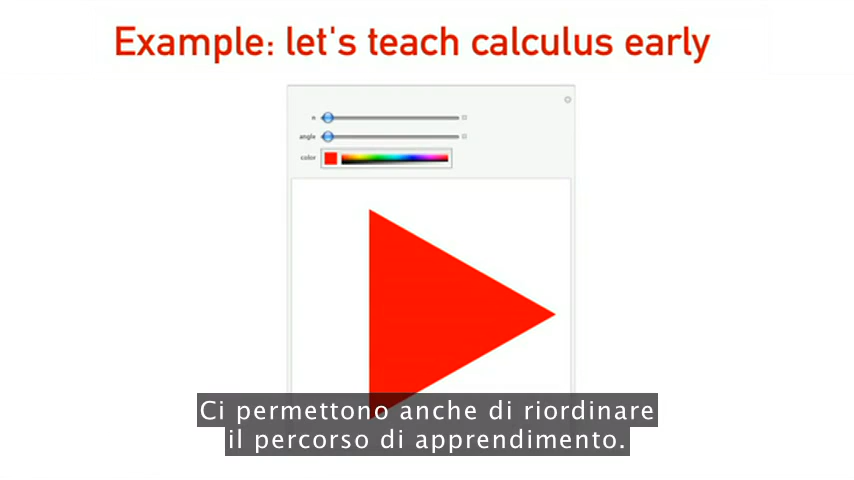 Example: let's teach calculus early
n
angle
color
Ci permettono anche di riordinare
il percorso di apprendimento.